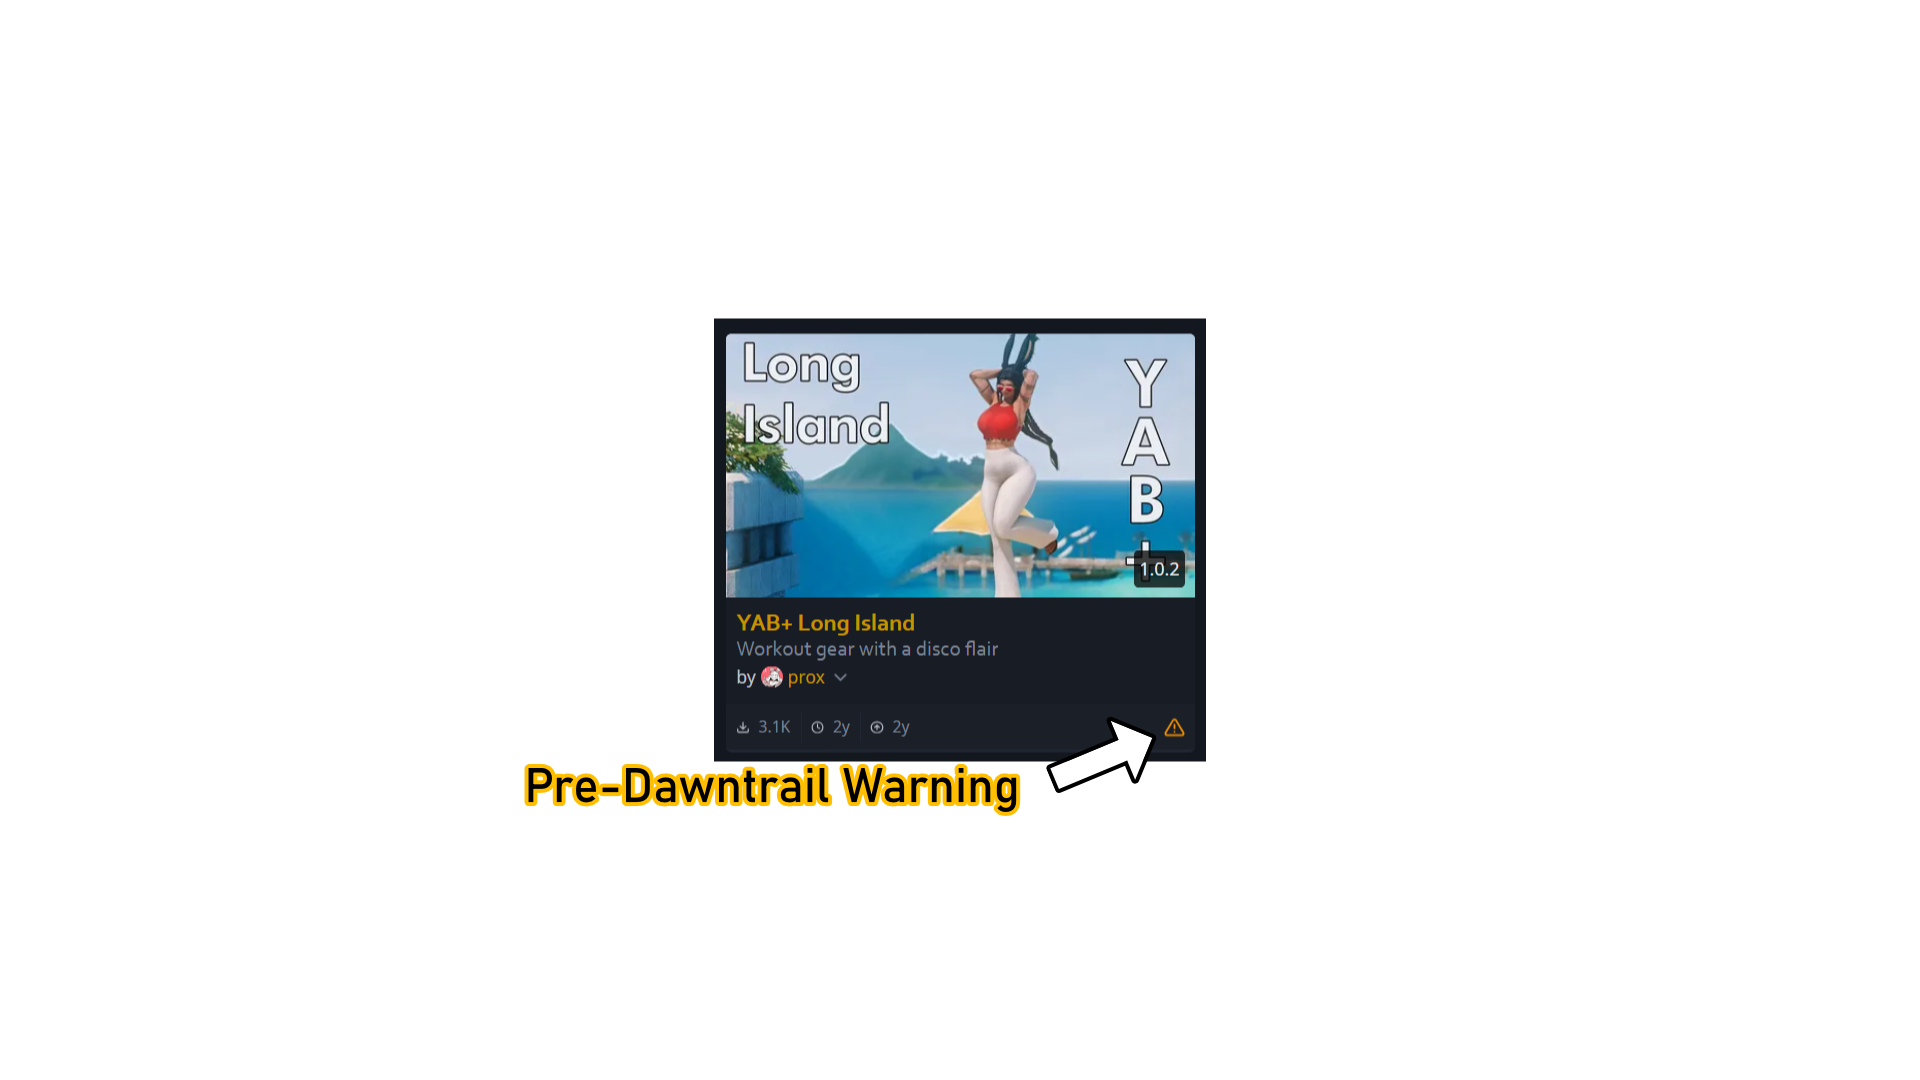 Long
Island
Y
A
B
+
1.0.2
YAB+ Long Island
Workout gear with a disco flair
by prox
3.1K 2y 2y
Pre-Dawntrail Warning